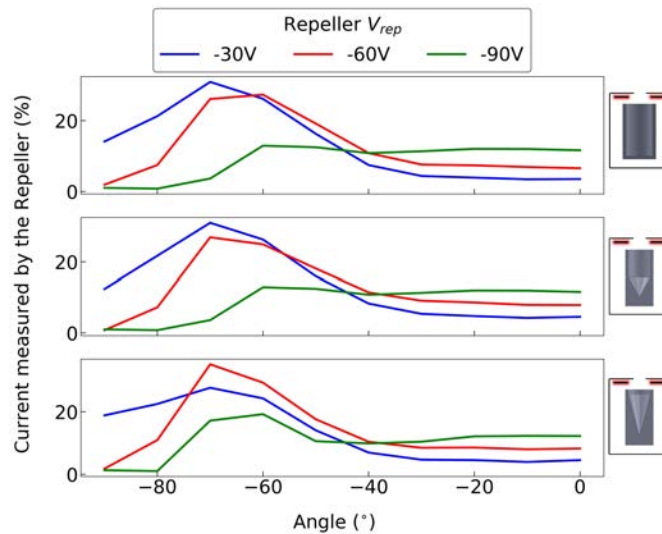 Repeller V_rep
-30V -60V -90V
Current measured by the Repeller (%)
20
0
20
0
20
0
−80 −60 −40 −20 0
Angle (°)